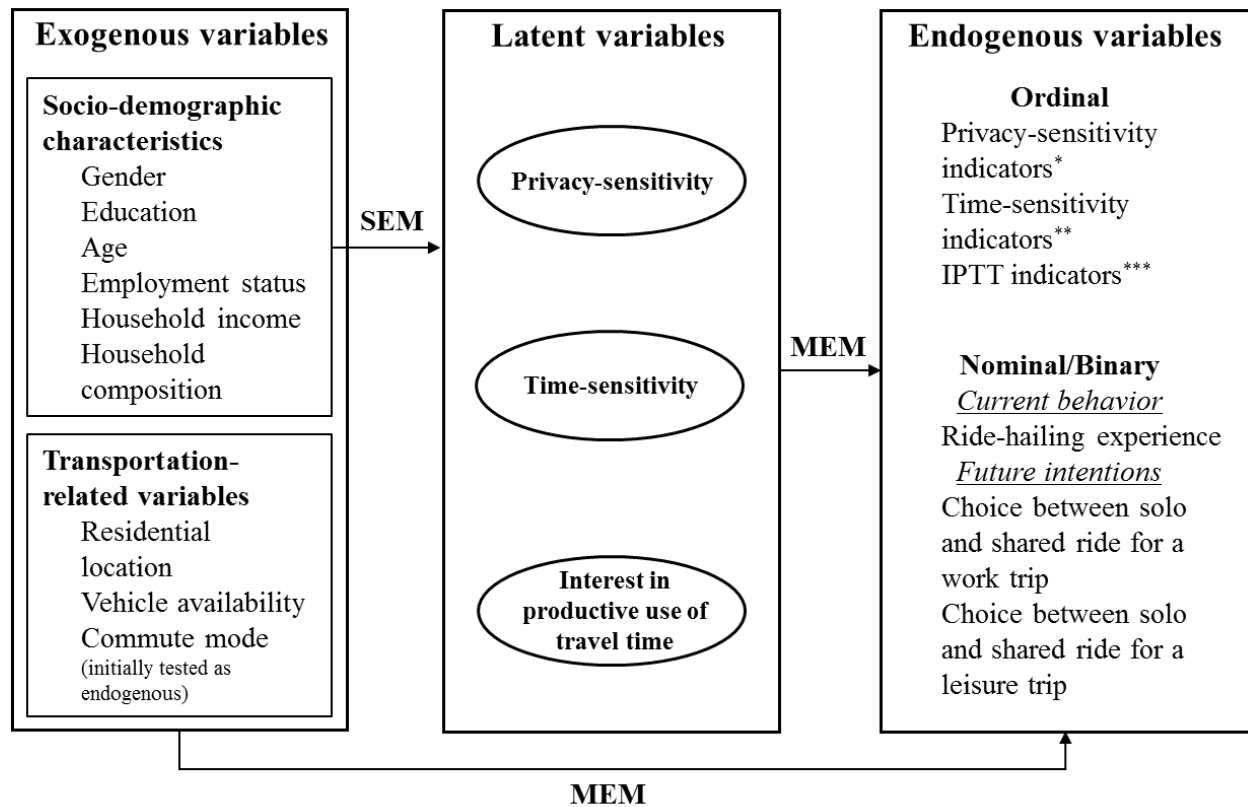 Exogenous variables
Socio-demographic
characteristics
Gender
Education
Age
Employment status
Household income
Household
composition
Transportation-
related variables
Residential
location
Vehicle availability
Commute mode
(initially tested as
endogenous)
SEM
Latent variables
Privacy-sensitivity
Time-sensitivity
Interest in
productive use of
travel time
MEM
Endogenous variables
Ordinal
Privacy-sensitivity
indicators*
Time-sensitivity
indicators**
IPTT indicators***
Nominal/Binary
Current behavior
Ride-hailing experience
Future intentions
Choice between solo
and shared ride for a
work trip
Choice between solo
and shared ride for a
leisure trip
MEM